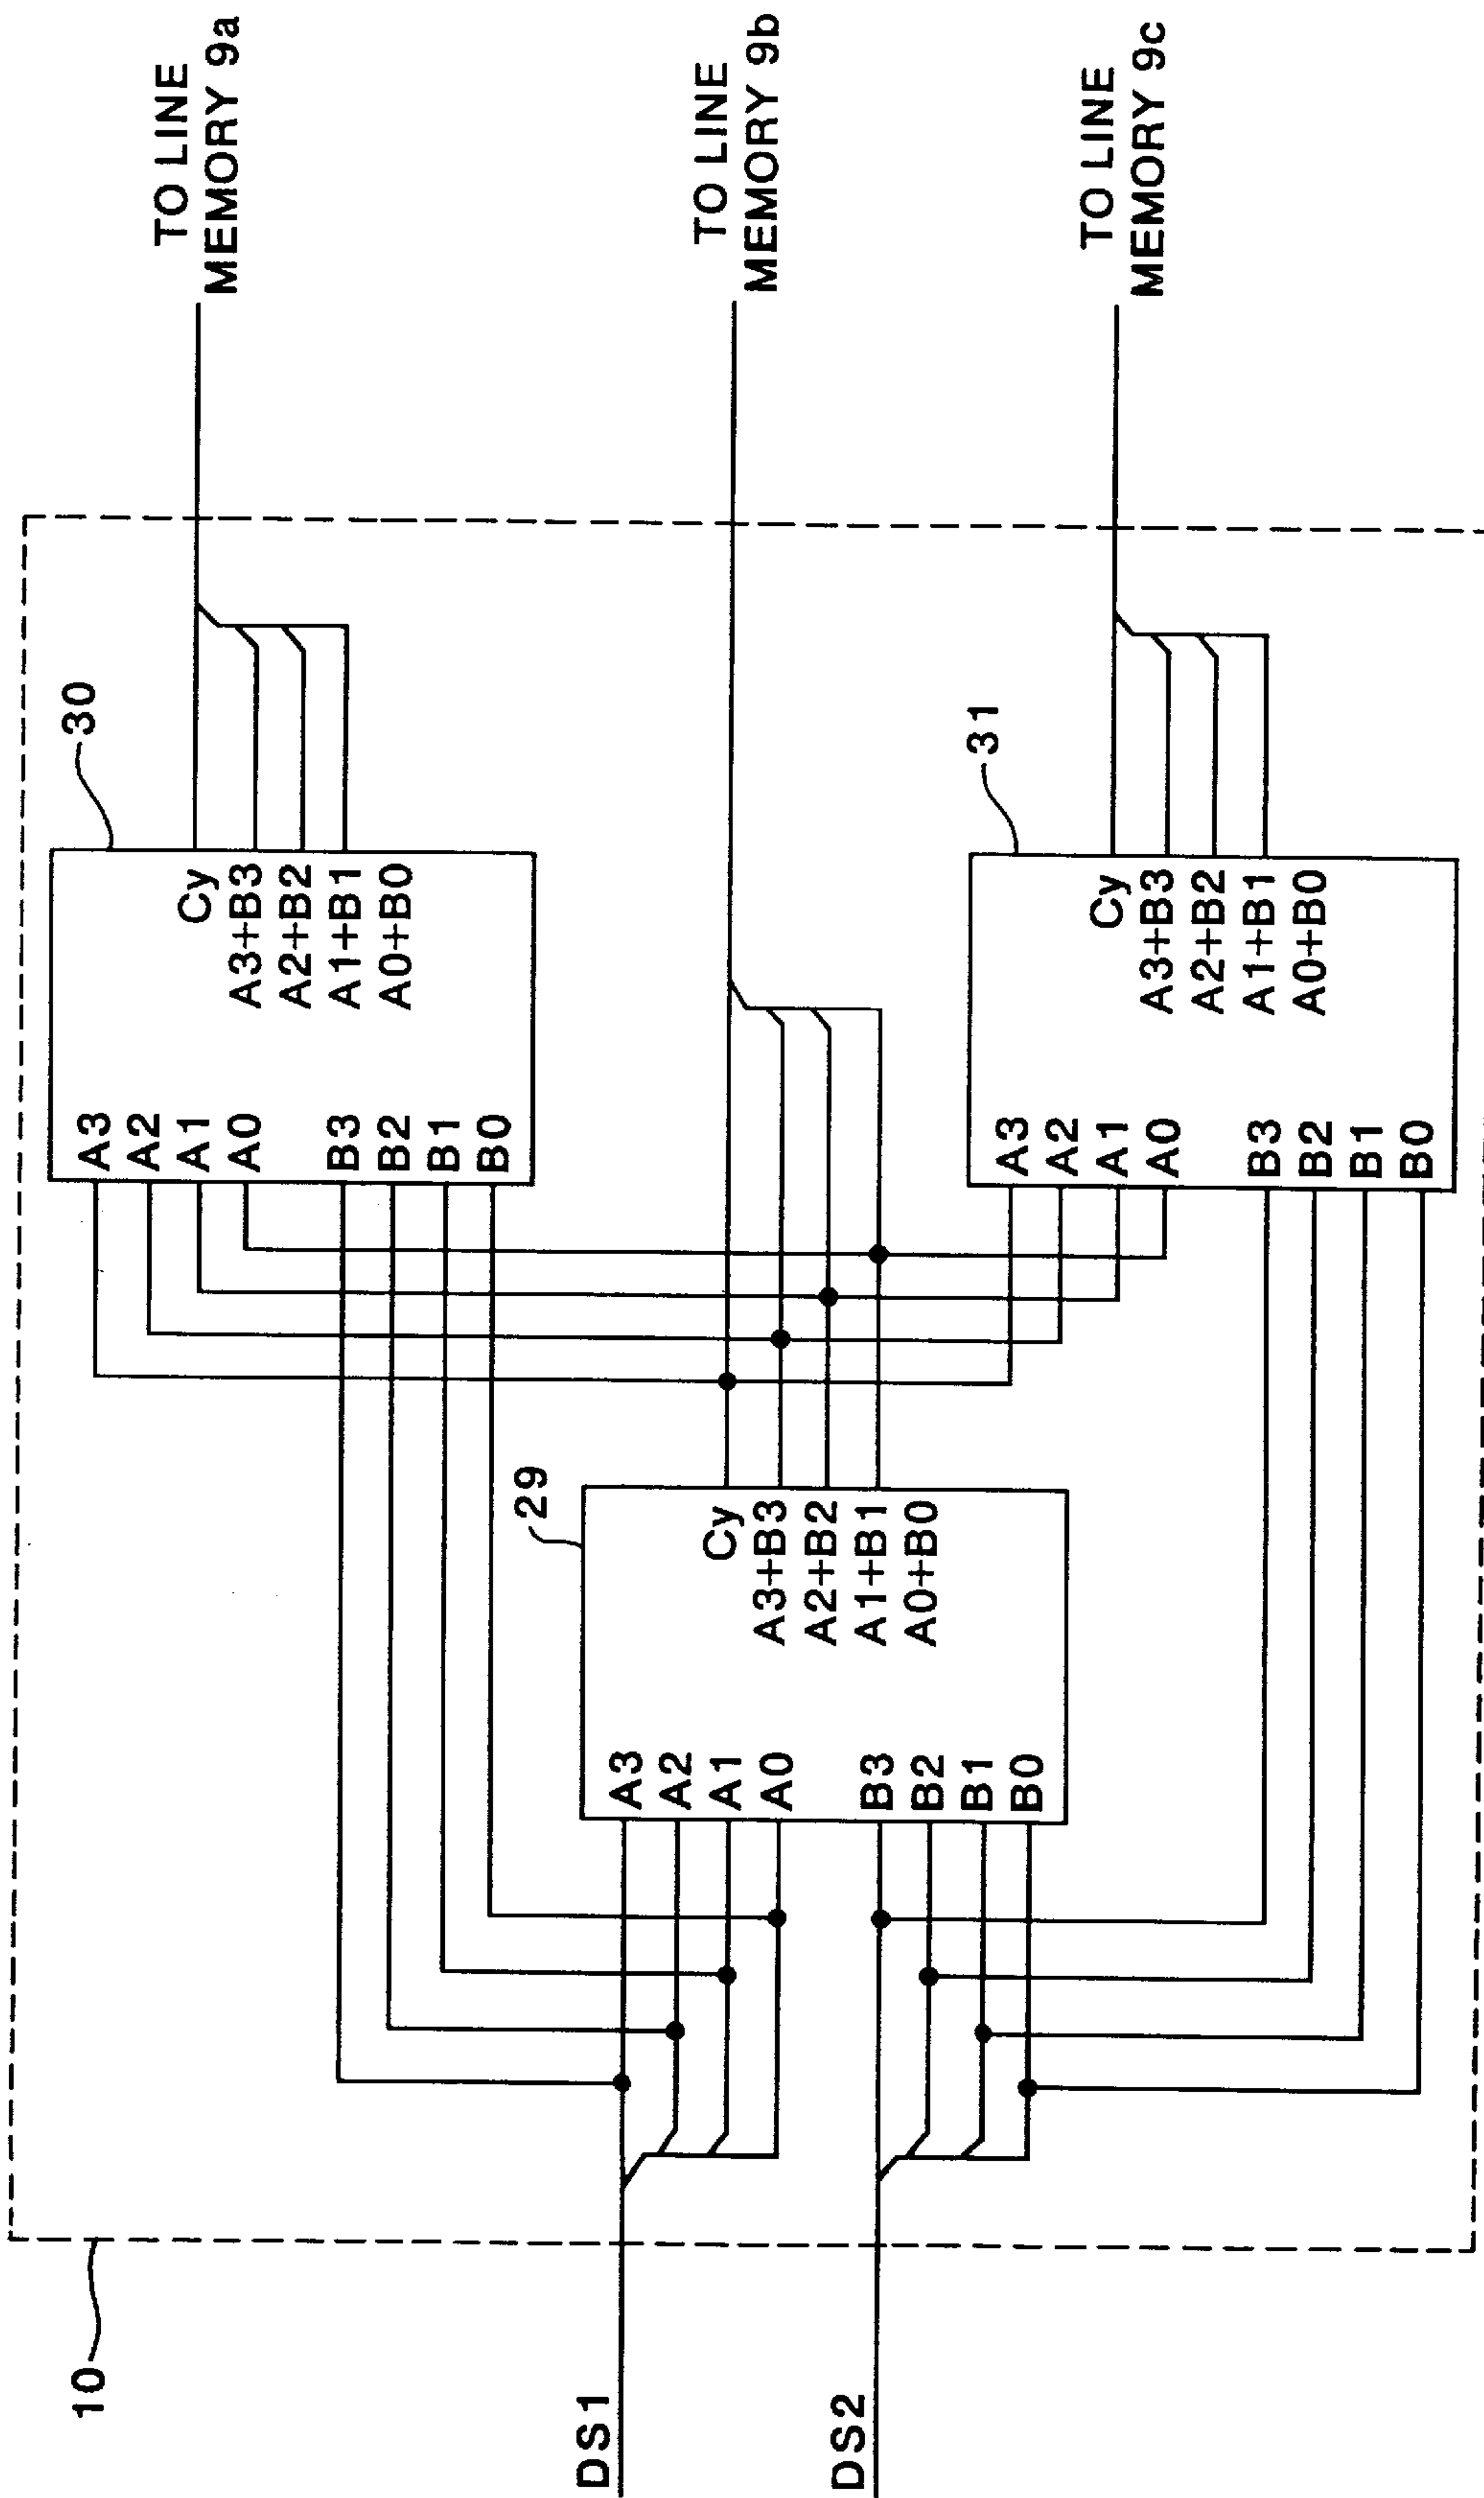 10
DS1
DS2
29
A3
A2
A1
A0
B3
B2
B1
B0
Cy
A3+B3
A2+B2
A1+B1
A0+B0
30
A3
A2
A1
A0
B3
B2
B1
B0
Cy
A3+B3
A2+B2
A1+B1
A0+B0
31
A3
A2
A1
A0
B3
B2
B1
B0
Cy
A3+B3
A2+B2
A1+B1
A0+B0
TO LINE
MEMORY 9a
TO LINE
MEMORY 9b
TO LINE
MEMORY 9c